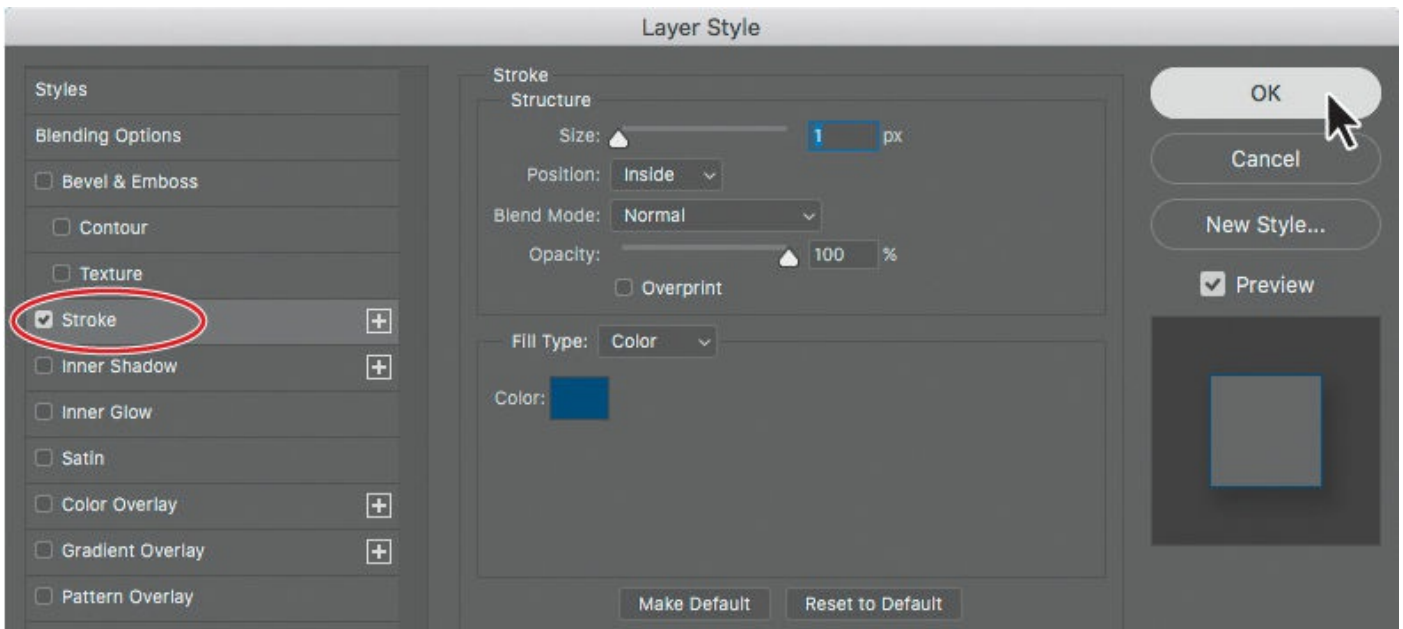 Layer Style
Styles
Blending Options
Bevel & Emboss
Contour
Texture
Stroke
Inner Shadow
Inner Glow
Satin
Color Overlay
Gradient Overlay
Pattern Overlay
Stroke
Structure
Size: 1 px
Position: Inside
Blend Mode: Normal
Opacity: 100 %
Overprint
Fill Type: Color
Color:
Make Default Reset to Default
OK
Cancel
New Style...
Preview